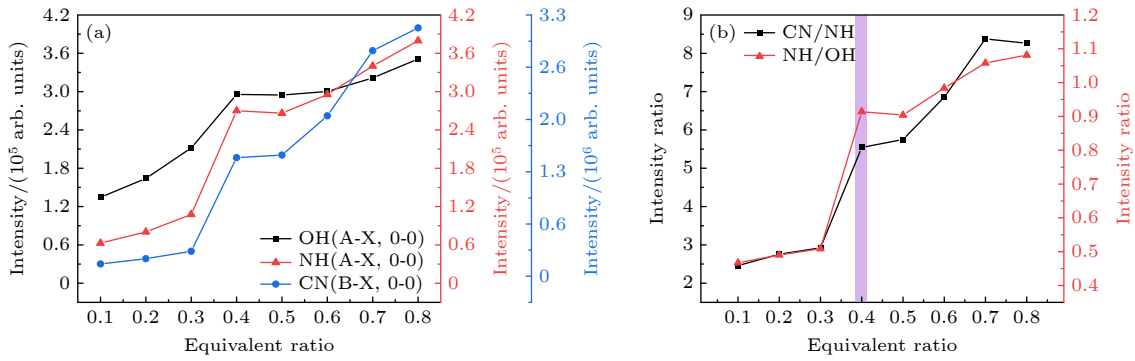 (a)
Intensity/(10⁵ arb. units)
4.2
3.6
3.0
2.4
1.8
1.2
0.6
0
OH(A-X, 0-0)
NH(A-X, 0-0)
CN(B-X, 0-0)
0.1 0.2 0.3 0.4 0.5 0.6 0.7 0.8
Equivalent ratio
4.2
3.6
3.0
2.4
1.8
1.2
0.6
0
Intensity/(10⁵ arb. units)
3.3
2.6
2.0
1.3
0.6
0
Intensity/(10⁶ arb. units)
(b)
Intensity ratio
9
8
7
6
5
4
3
2
CN/NH
NH/OH
0.1 0.2 0.3 0.4 0.5 0.6 0.7 0.8
Equivalent ratio
1.2
1.1
1.0
0.9
0.8
0.7
0.6
0.5
0.4
Intensity ratio